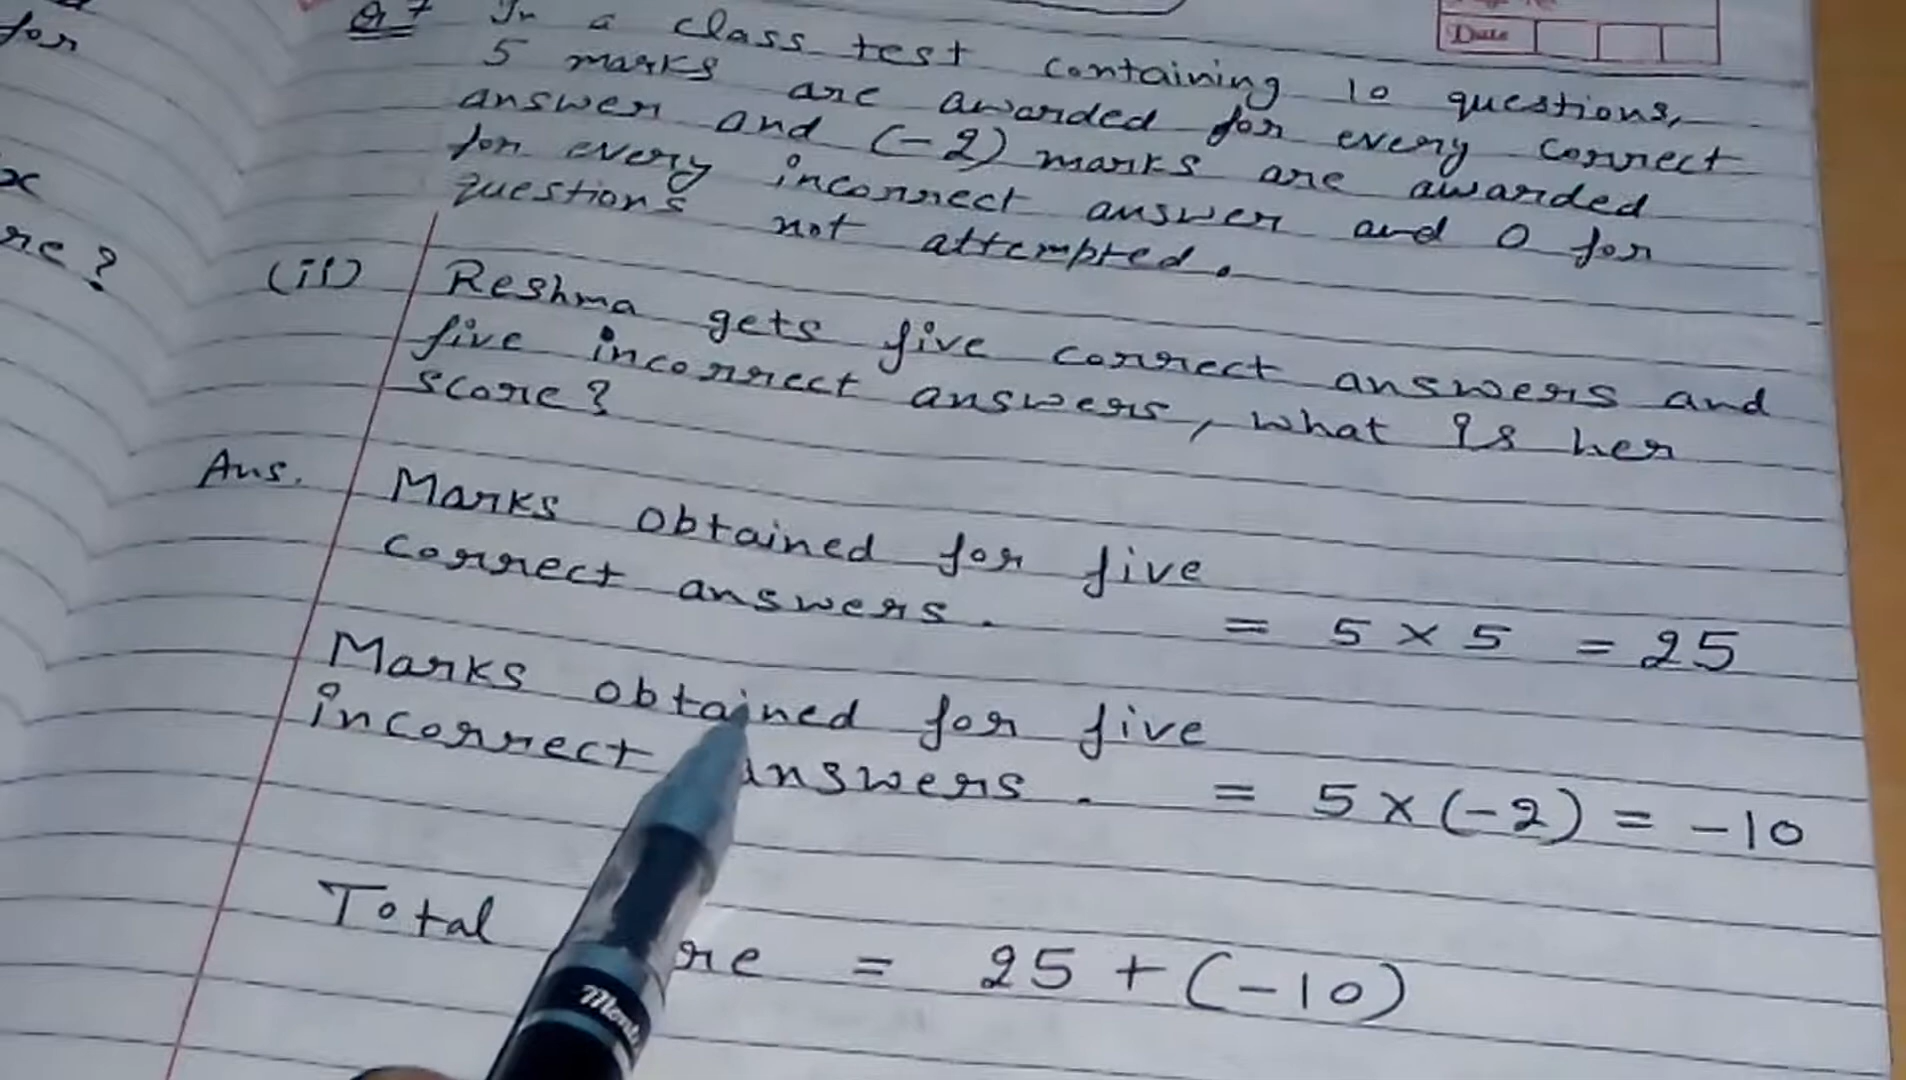 Q7 In a class test containing 10 questions,
5 marks are awarded for every correct
answer and (-2) marks are awarded
for every incorrect answer and 0 for
questions not attempted.
for
x
re?
(ii) Reshma gets five correct answers and
five incorrect answers, what is her
score?
Ans. Marks obtained for five
correct answers. = 5 × 5 = 25
Marks obtained for five
incorrect answers. = 5 × (-2) = -10
Total re = 25 + (-10)
Date